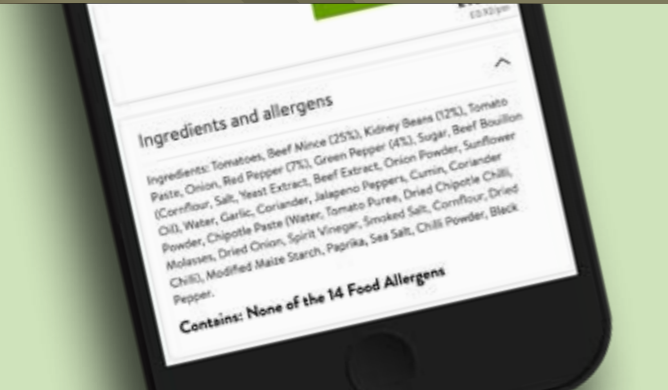 £0.92/per
Ingredients and allergens
Ingredients: Tomatoes, Beef Mince (25%), Kidney Beans (12%), Tomato
Paste, Onion, Red Pepper (7%), Green Pepper (4%), Sugar, Beef Bouillon
(Cornflour, Salt, Yeast Extract, Beef Extract, Onion Powder, Sunflower
Oil), Water, Garlic, Coriander, Jalapeno Peppers, Cumin, Coriander
Powder, Chipotle Paste (Water, Tomato Puree, Dried Chipotle Chilli,
Molasses, Dried Onion, Spirit Vinegar, Smoked Salt, Cornflour, Dried
Chilli), Modified Maize Starch, Paprika, Sea Salt, Chilli Powder, Black
Pepper.
Contains: None of the 14 Food Allergens